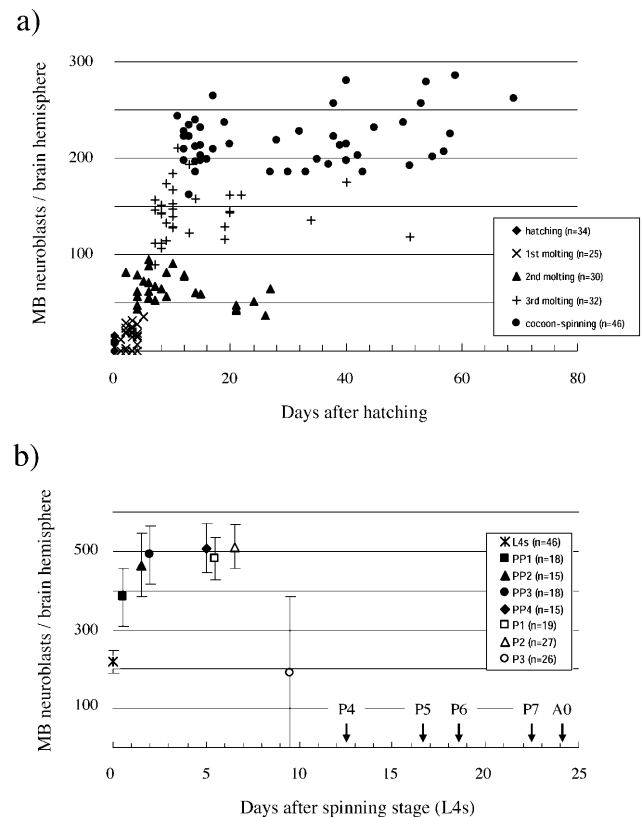 a)
MB neuroblasts / brain hemisphere
300
200
100
hatching (n=34)
1st molting (n=25)
2nd molting (n=30)
3rd molting (n=32)
cocoon-spinning (n=46)
0 20 40 60 80
Days after hatching
b)
MB neuroblasts / brain hemisphere
500
300
100
L4s (n=46)
PP1 (n=18)
PP2 (n=15)
PP3 (n=18)
PP4 (n=15)
P1 (n=19)
P2 (n=27)
P3 (n=26)
P4 P5 P6 P7 A0
0 5 10 15 20 25
Days after spinning stage (L4s)